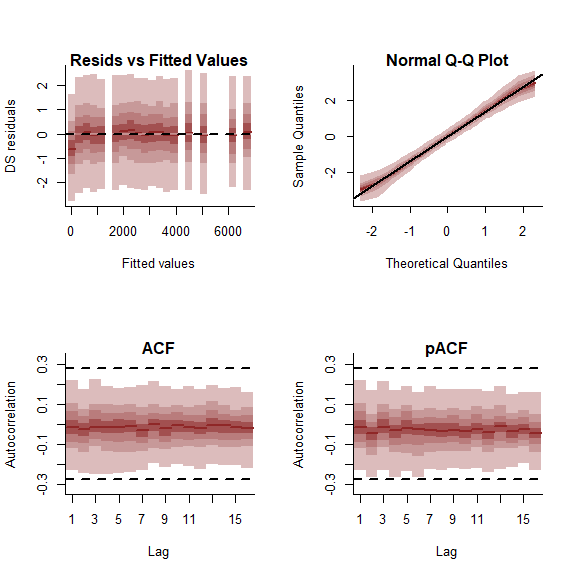 Resids vs Fitted Values
DS residuals
2
1
0
-1
-2
0 2000 4000 6000
Fitted values
Normal Q-Q Plot
Sample Quantiles
2
0
-2
-2 -1 0 1 2
Theoretical Quantiles
ACF
Autocorrelation
0.3
0.1
-0.1
-0.3
1 3 5 7 9 11 15
Lag
pACF
Autocorrelation
0.3
0.1
-0.1
-0.3
1 3 5 7 9 11 15
Lag